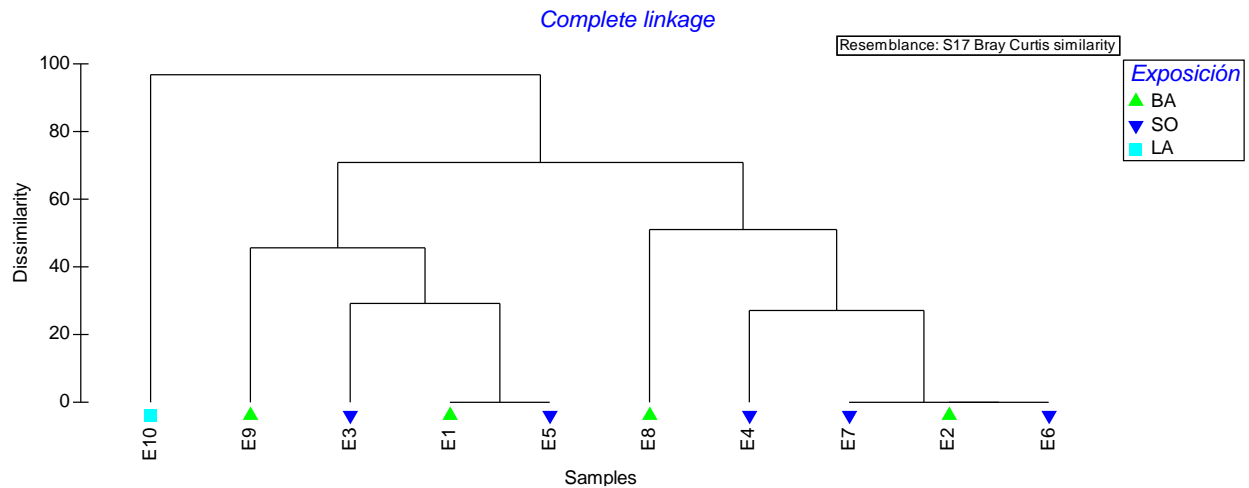 Complete linkage
Resemblance: S17 Bray Curtis similarity
Exposición
BA
SO
LA
100
80
60
40
20
0
Dissimilarity
E10
E9
E3
E1
E5
E8
E4
E7
E2
E6
Samples